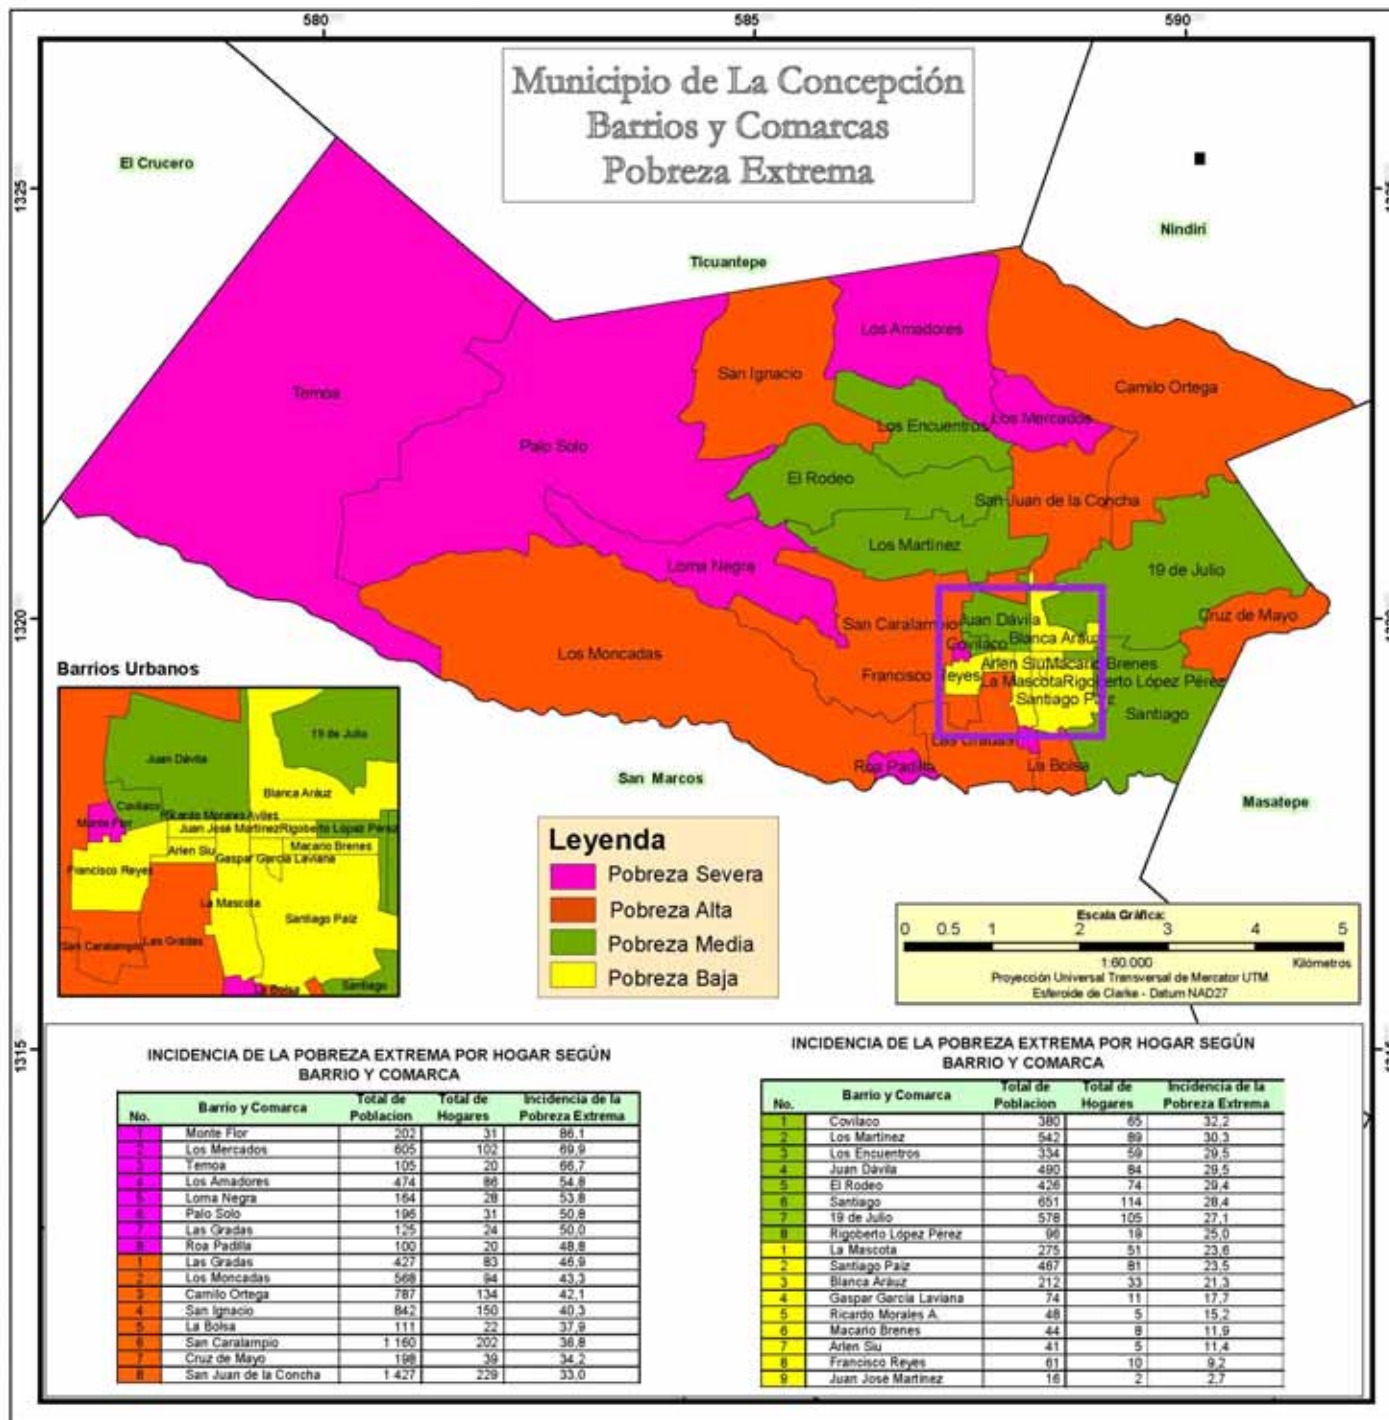 580
585
590
Municipio de La Concepción
Barrios y Comarcas
Pobreza Extrema
El Crucero
1325
Nindirí
Ticuantepe
Los Amadores
San Ignacio
Camilo Ortega
Temoa
Los Mercados
Los Encuentros
Palo Solo
El Rodeo
San Juan de la Concha
Los Martínez
Loma Negra
19 de Julio
1320
Cruz de Mayo
San Caralampio
Juan Dávila
Blanca Aráuz
Covilaco
Los Moncadas
Arlen Siu
Macario Brenes
Francisco Reyes
La Mascota
Rigoberto López Pérez
Santiago Paíz
Santiago
Las Gradas
Roa Padilla
La Bolsa
San Marcos
Masatepe
Barrios Urbanos
19 de Julio
Juan Dávila
Blanca Aráuz
Covilaco
Ricardo Morales Aviles
Monte Flor
Juan José Martínez
Rigoberto López Pérez
Arlen Siu
Macario Brenes
Gaspar García Laviana
Francisco Reyes
La Mascota
Santiago Paíz
San Caralampio
Las Gradas
La Bolsa
Santiago
Leyenda
Pobreza Severa
Pobreza Alta
Pobreza Media
Pobreza Baja
Escala Gráfica:
0 0.5 1 2 3 4 5
1:60.000 Kilómetros
Proyección Universal Transversal de Mercator UTM
Esferoide de Clarke - Datum NAD27
1315
INCIDENCIA DE LA POBREZA EXTREMA POR HOGAR SEGÚN
BARRIO Y COMARCA
No. Barrio y Comarca Total de Poblacion Total de Hogares Incidencia de la Pobreza Extrema
1 Monte Flor 202 31 86,1
2 Los Mercados 605 102 69,9
3 Temoa 105 20 66,7
4 Los Amadores 474 86 54,8
5 Loma Negra 164 28 53,8
6 Palo Solo 196 31 50,8
7 Las Gradas 125 24 50,0
8 Roa Padilla 100 20 48,8
1 Las Gradas 427 83 46,9
2 Los Moncadas 568 94 43,3
3 Camilo Ortega 787 134 42,1
4 San Ignacio 842 150 40,3
5 La Bolsa 111 22 37,9
6 San Caralampio 1 160 202 36,8
7 Cruz de Mayo 198 39 34,2
8 San Juan de la Concha 1 427 229 33,0
INCIDENCIA DE LA POBREZA EXTREMA POR HOGAR SEGÚN
BARRIO Y COMARCA
No. Barrio y Comarca Total de Poblacion Total de Hogares Incidencia de la Pobreza Extrema
1 Covilaco 380 65 32,2
2 Los Martínez 542 89 30,3
3 Los Encuentros 334 59 29,5
4 Juan Dávila 490 84 29,5
5 El Rodeo 426 74 29,4
6 Santiago 651 114 28,4
7 19 de Julio 578 105 27,1
8 Rigoberto López Pérez 96 19 25,0
1 La Mascota 275 51 23,6
2 Santiago Paíz 467 81 23,5
3 Blanca Aráuz 212 33 21,3
4 Gaspar García Laviana 74 11 17,7
5 Ricardo Morales A. 48 5 15,2
6 Macario Brenes 44 8 11,9
7 Arlen Siu 41 5 11,4
8 Francisco Reyes 61 10 9,2
9 Juan José Martínez 16 2 2,7